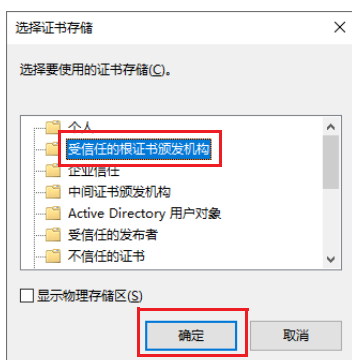 选择证书存储
选择要使用的证书存储(C)。
个人
受信任的根证书颁发机构
企业信任
中间证书颁发机构
Active Directory 用户对象
受信任的发布者
不信任的证书
显示物理存储区(S)
确定
取消